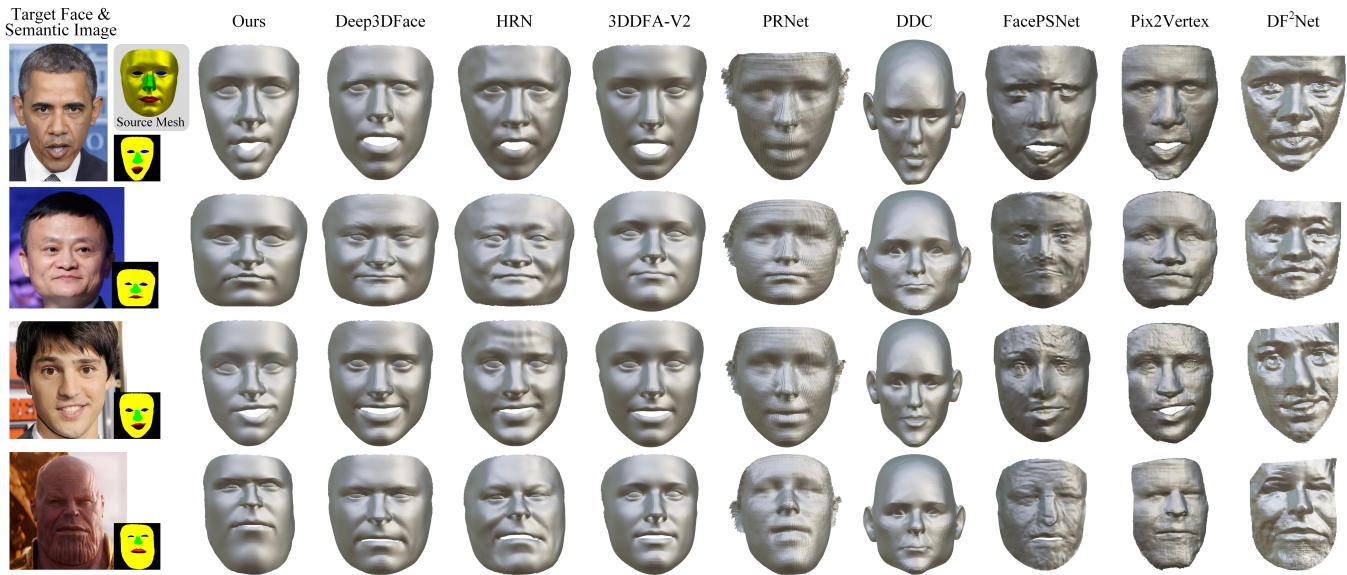 Target Face &
Semantic Image
Ours
Deep3DFace
HRN
3DDFA-V2
PRNet
DDC
FacePSNet
Pix2Vertex
DF²Net
Source Mesh